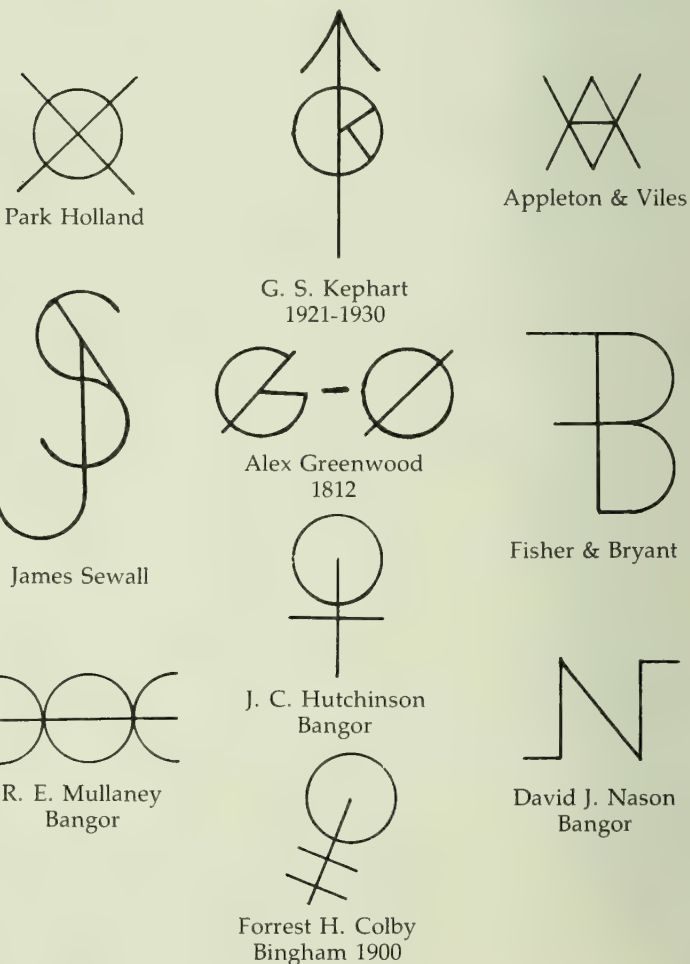 Park Holland
G. S. Kephart
1921-1930
Appleton & Viles
James Sewall
Alex Greenwood
1812
Fisher & Bryant
J. C. Hutchinson
Bangor
R. E. Mullaney
Bangor
David J. Nason
Bangor
Forrest H. Colby
Bingham 1900